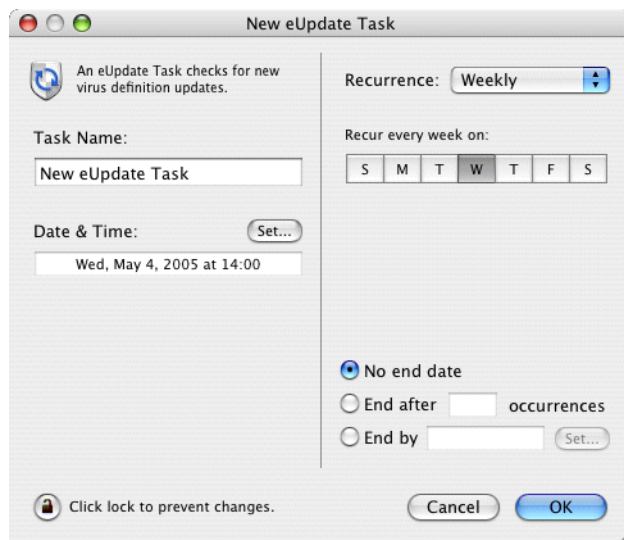 New eUpdate Task
An eUpdate Task checks for new
virus definition updates.
Task Name:
New eUpdate Task
Date & Time:
Set...
Wed, May 4, 2005 at 14:00
Recurrence: Weekly
Recur every week on:
S M T W T F S
No end date
End after occurrences
End by Set...
Click lock to prevent changes.
Cancel OK